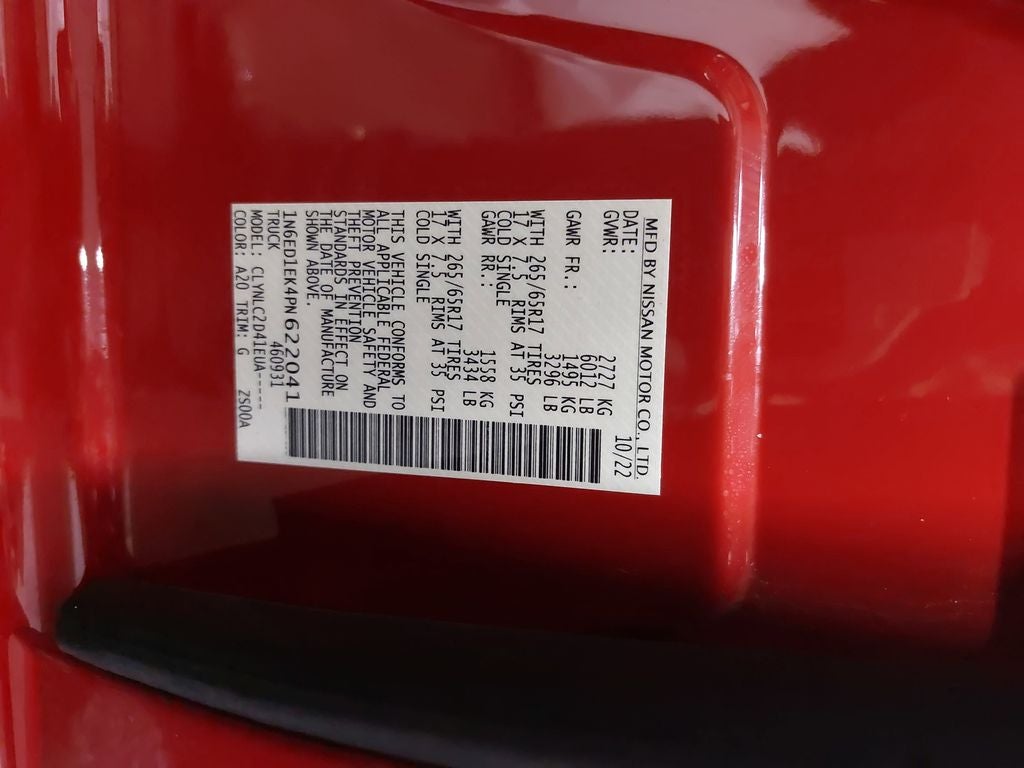 MFD BY NISSAN MOTOR CO., LTD.
DATE: 10/22
GVWR: 2727 KG
6012 LB
GAWR FR.: 1495 KG
3296 LB
WITH 265/65R17 TIRES
17 X 7.5 RIMS AT 35 PSI
COLD SINGLE
GAWR RR.: 1558 KG
3434 LB
WITH 265/65R17 TIRES
17 X 7.5 RIMS AT 35 PSI
COLD SINGLE
THIS VEHICLE CONFORMS TO
ALL APPLICABLE FEDERAL
MOTOR VEHICLE SAFETY AND
THEFT PREVENTION
STANDARDS IN EFFECT ON
THE DATE OF MANUFACTURE
SHOWN ABOVE.
1N6ED1EK4PN622041
TRUCK 460931
MODEL: CLYNLC2D41EUA-----
COLOR: A20 TRIM: G ZS00A